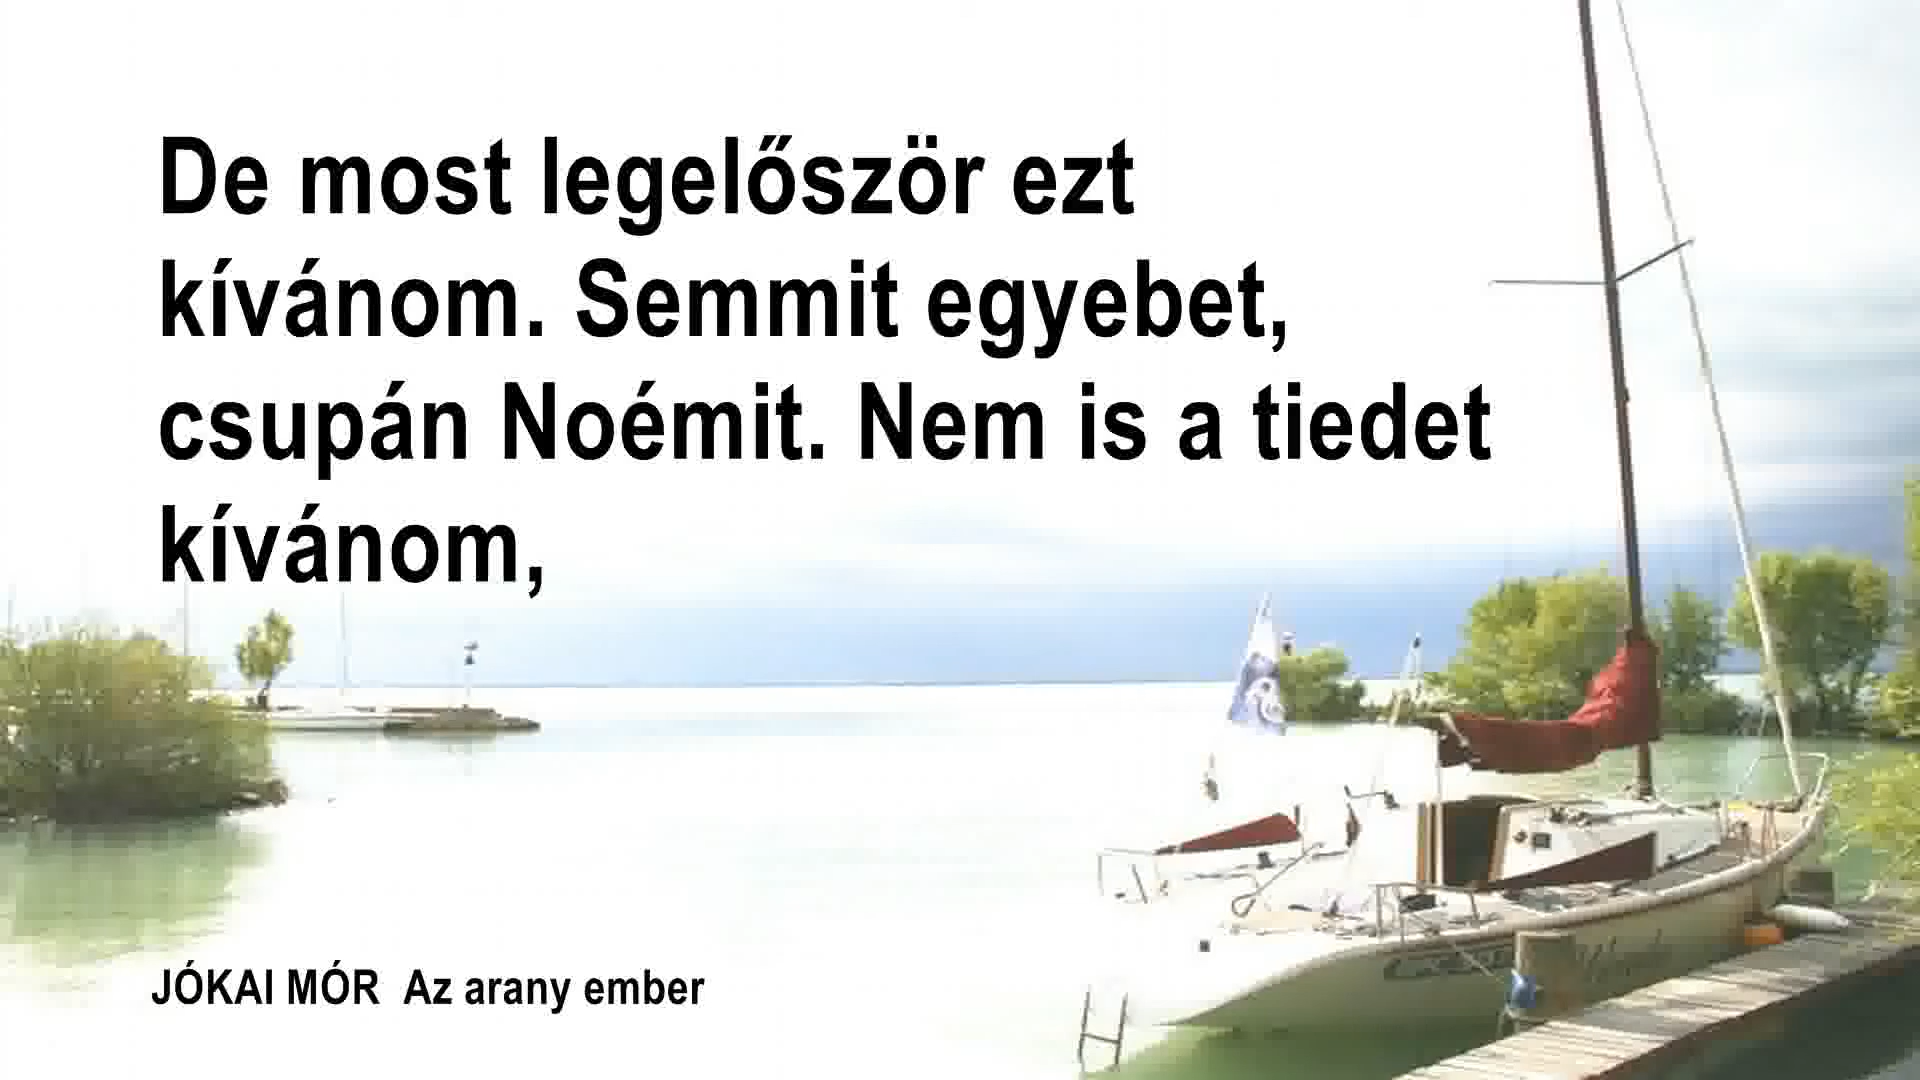 De most legelőször ezt
kívánom. Semmit egyebet,
csupán Noémit. Nem is a tiedet
kívánom,
JÓKAI MÓR Az arany ember